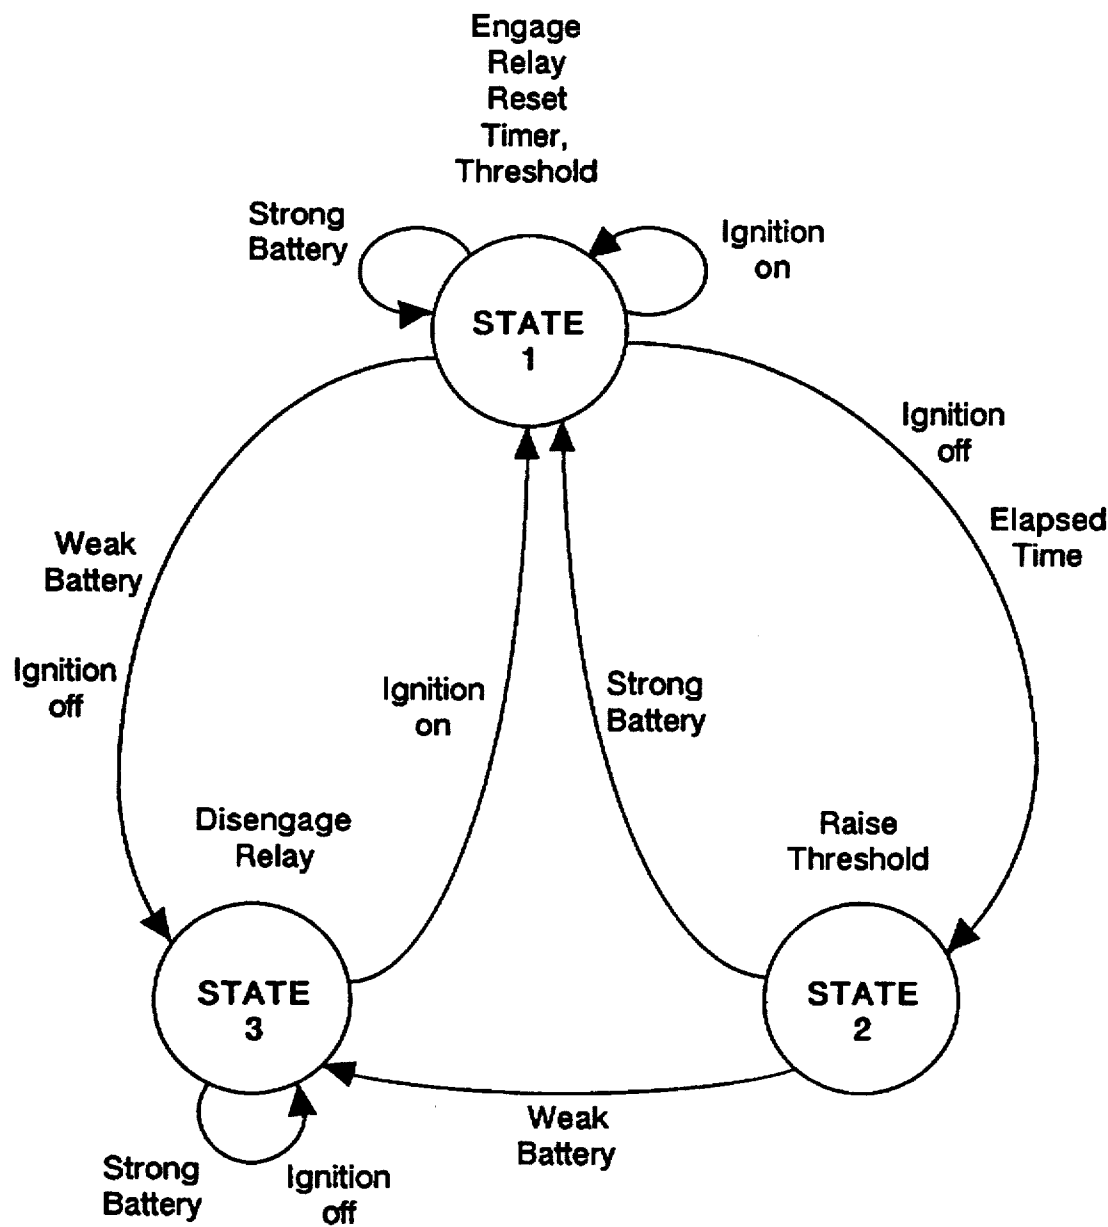 Engage
Relay
Reset
Timer,
Threshold
Strong
Battery
Ignition
on
STATE
1
Ignition
off
Elapsed
Time
Weak
Battery
Ignition
off
Ignition
on
Strong
Battery
Disengage
Relay
Raise
Threshold
STATE
3
STATE
2
Weak
Battery
Strong
Battery
Ignition
off